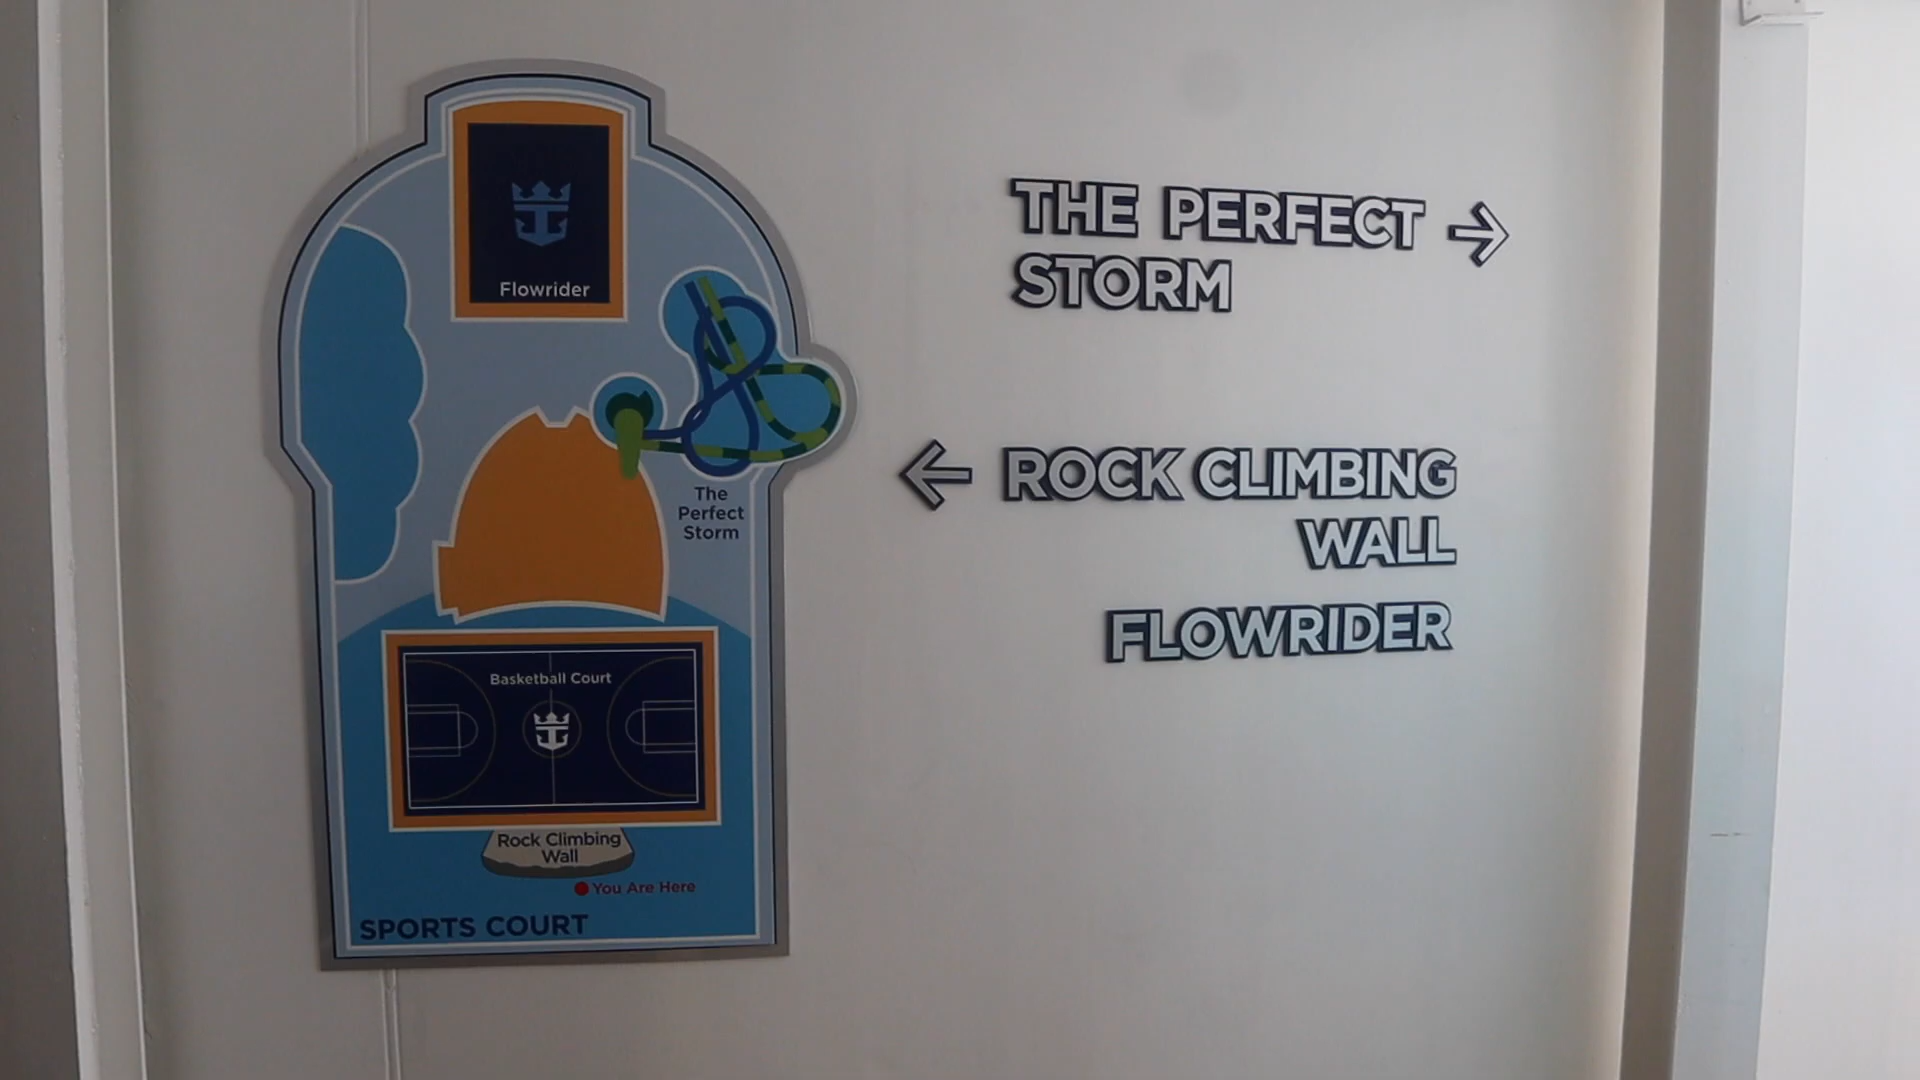 Flowrider
The
Perfect
Storm
Basketball Court
Rock Climbing
Wall
You Are Here
SPORTS COURT
THE PERFECT
STORM
ROCK CLIMBING
WALL
FLOWRIDER